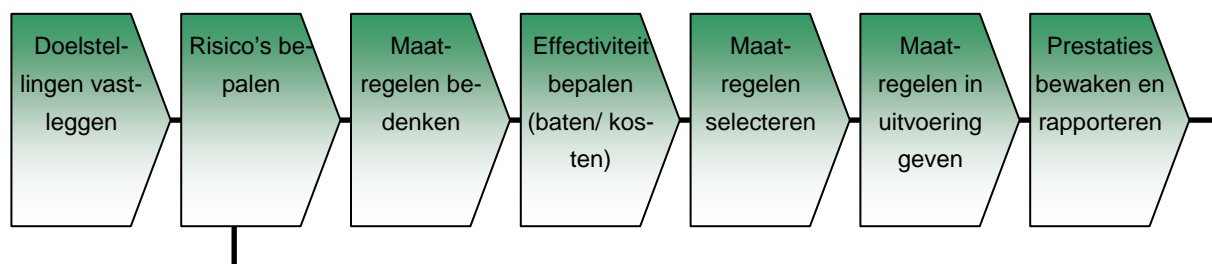 Doelstel-
lingen vast-
leggen
Risico's be-
palen
Maat-
regelen be-
denken
Effectiviteit
bepalen
(baten/ kos-
ten)
Maat-
regelen
selecteren
Maat-
regelen in
uitvoering
geven
Prestaties
bewaken en
rapporteren